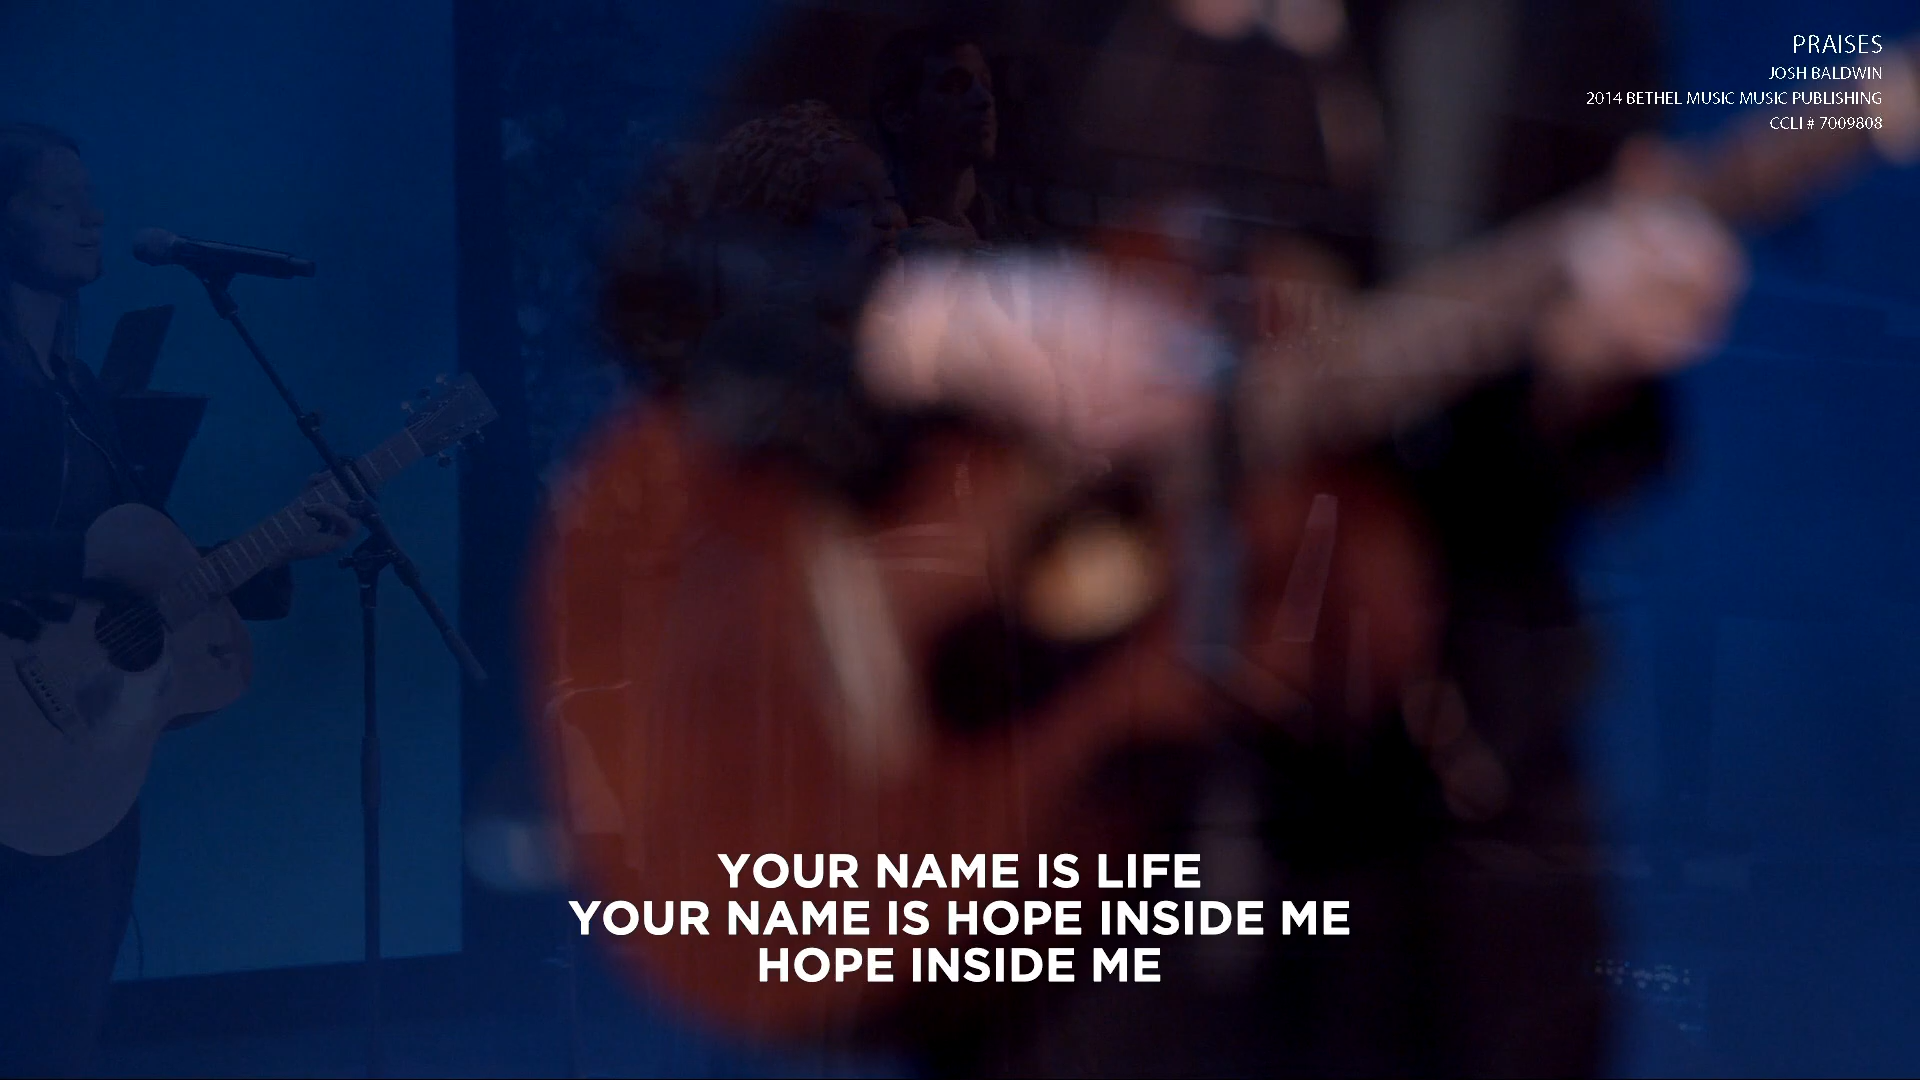 PRAISES
JOSH BALDWIN
2014 BETHEL MUSIC MUSIC PUBLISHING
CCLI # 7009808
YOUR NAME IS LIFE
YOUR NAME IS HOPE INSIDE ME
HOPE INSIDE ME